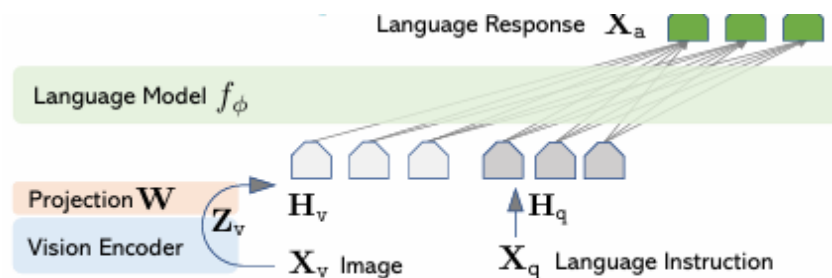 Language Response X_a
Language Model f_ϕ
Projection W
Z_v
H_v
H_q
Vision Encoder
X_v Image
X_q Language Instruction